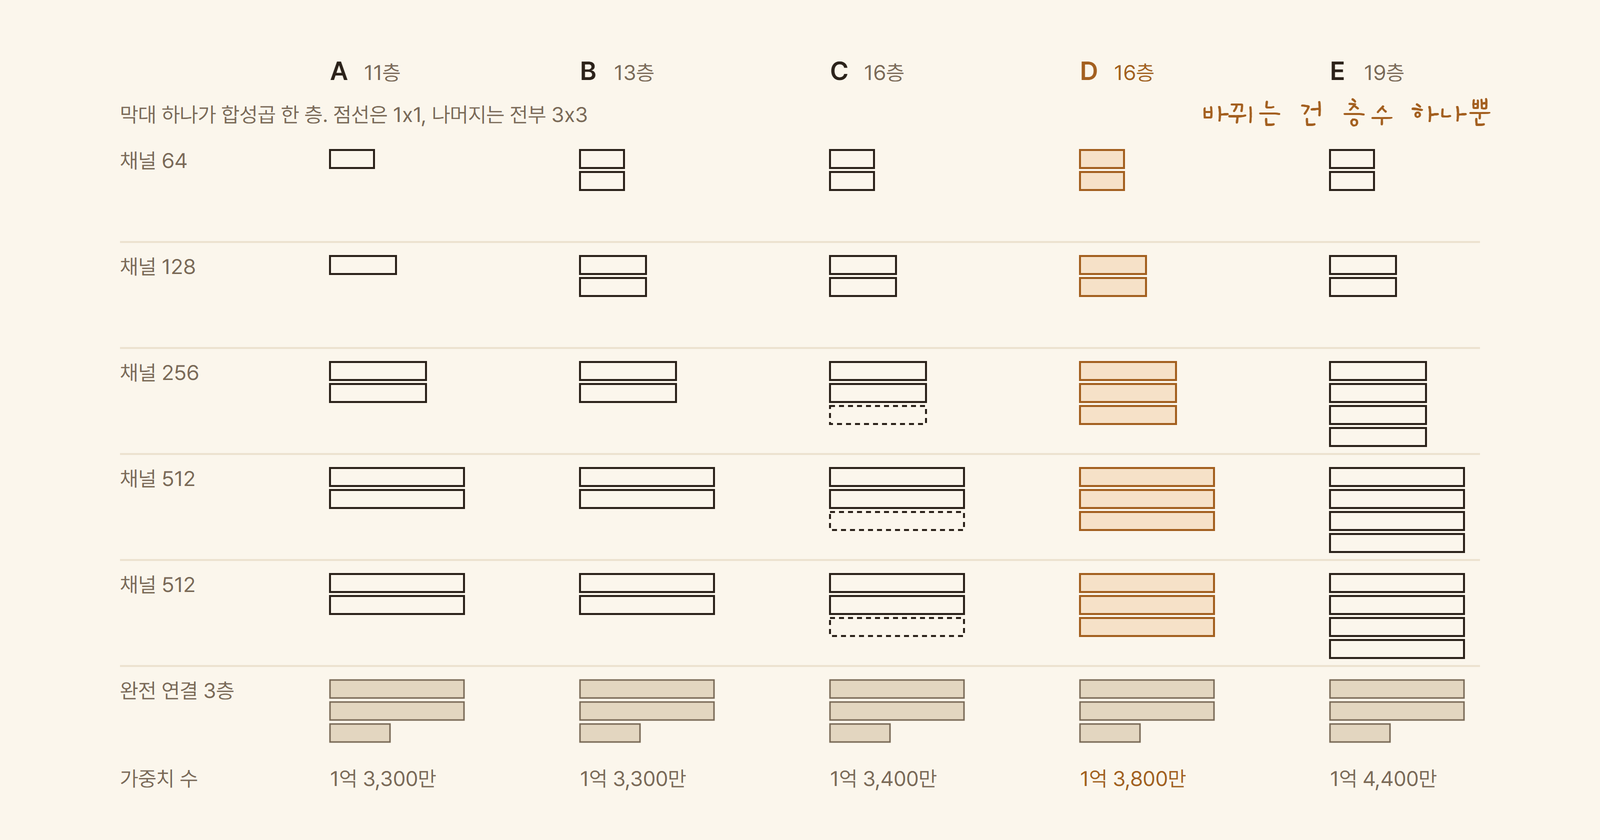 A 11층 B 13층 C 16층 D 16층 E 19층
막대 하나가 합성곱 한 층. 점선은 1x1, 나머지는 전부 3x3
바뀌는 건 층수 하나뿐
채널 64
채널 128
채널 256
채널 512
채널 512
완전 연결 3층
가중치 수 1억 3,300만 1억 3,300만 1억 3,400만 1억 3,800만 1억 4,400만